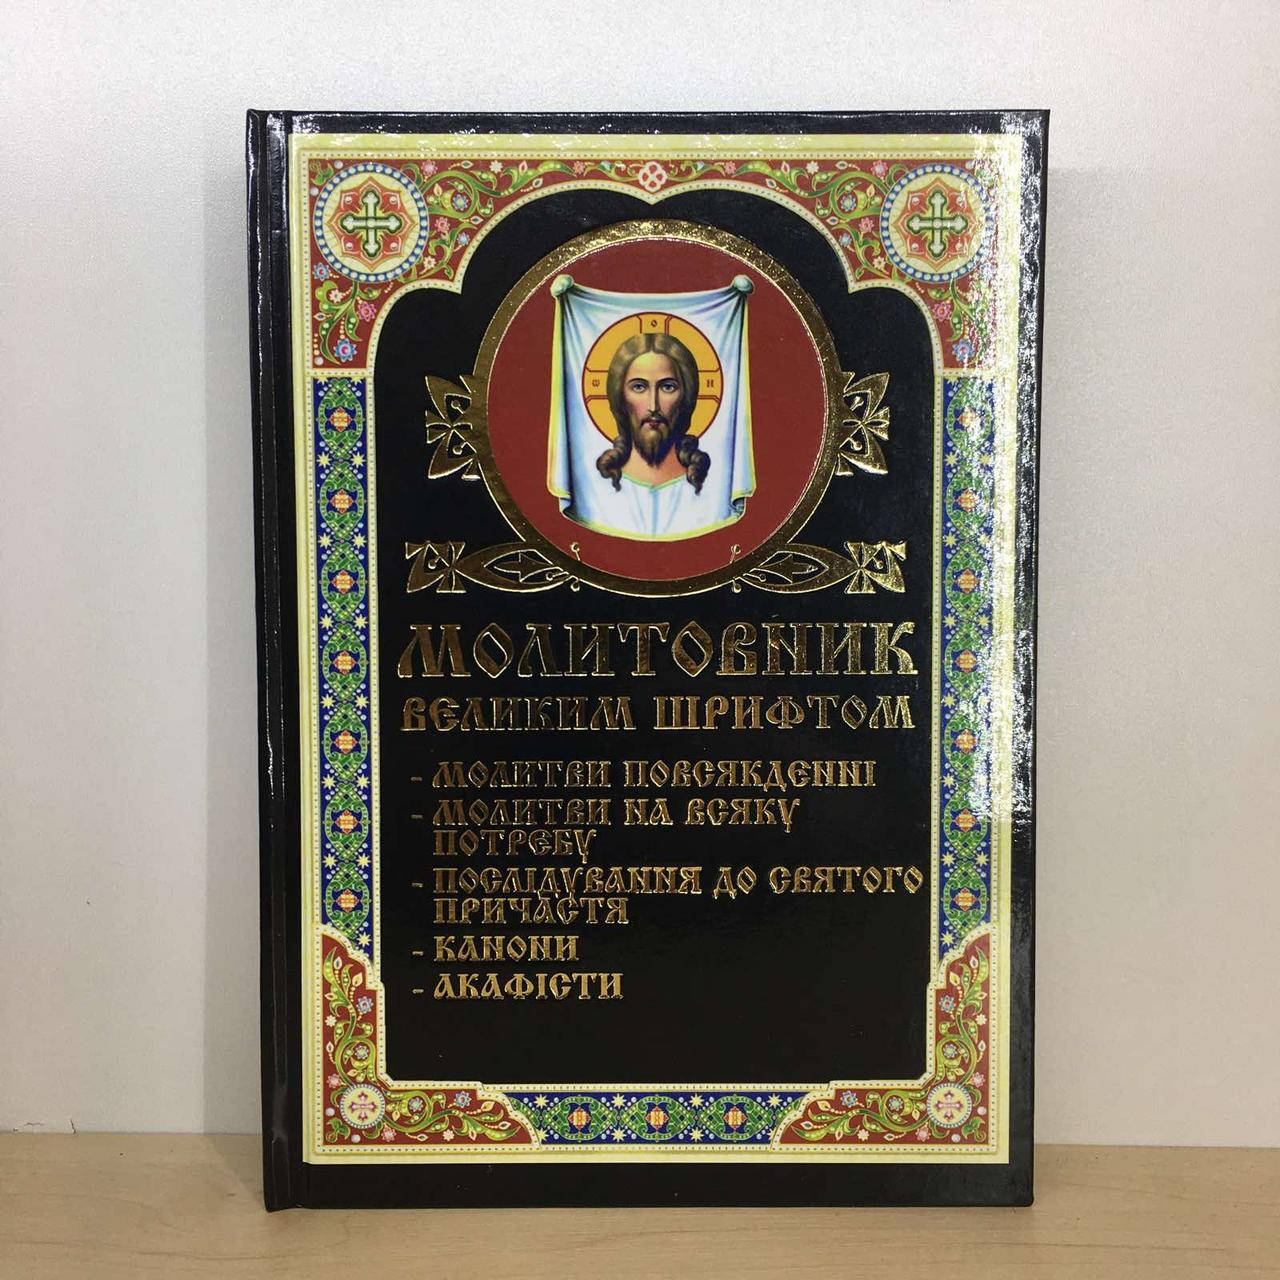 О
Ѡ Н
МОЛИТОВНИК
ВЕЛИКИМ ШРИФТОМ
- МОЛИТВИ ПОВСЯКДЕННІ
- МОЛИТВИ НА ВСЯКУ
ПОТРЕБУ
- ПОСЛІДУВАННЯ ДО СВЯТОГО
ПРИЧАСТЯ
- КАНОНИ
- АКАФІСТИ